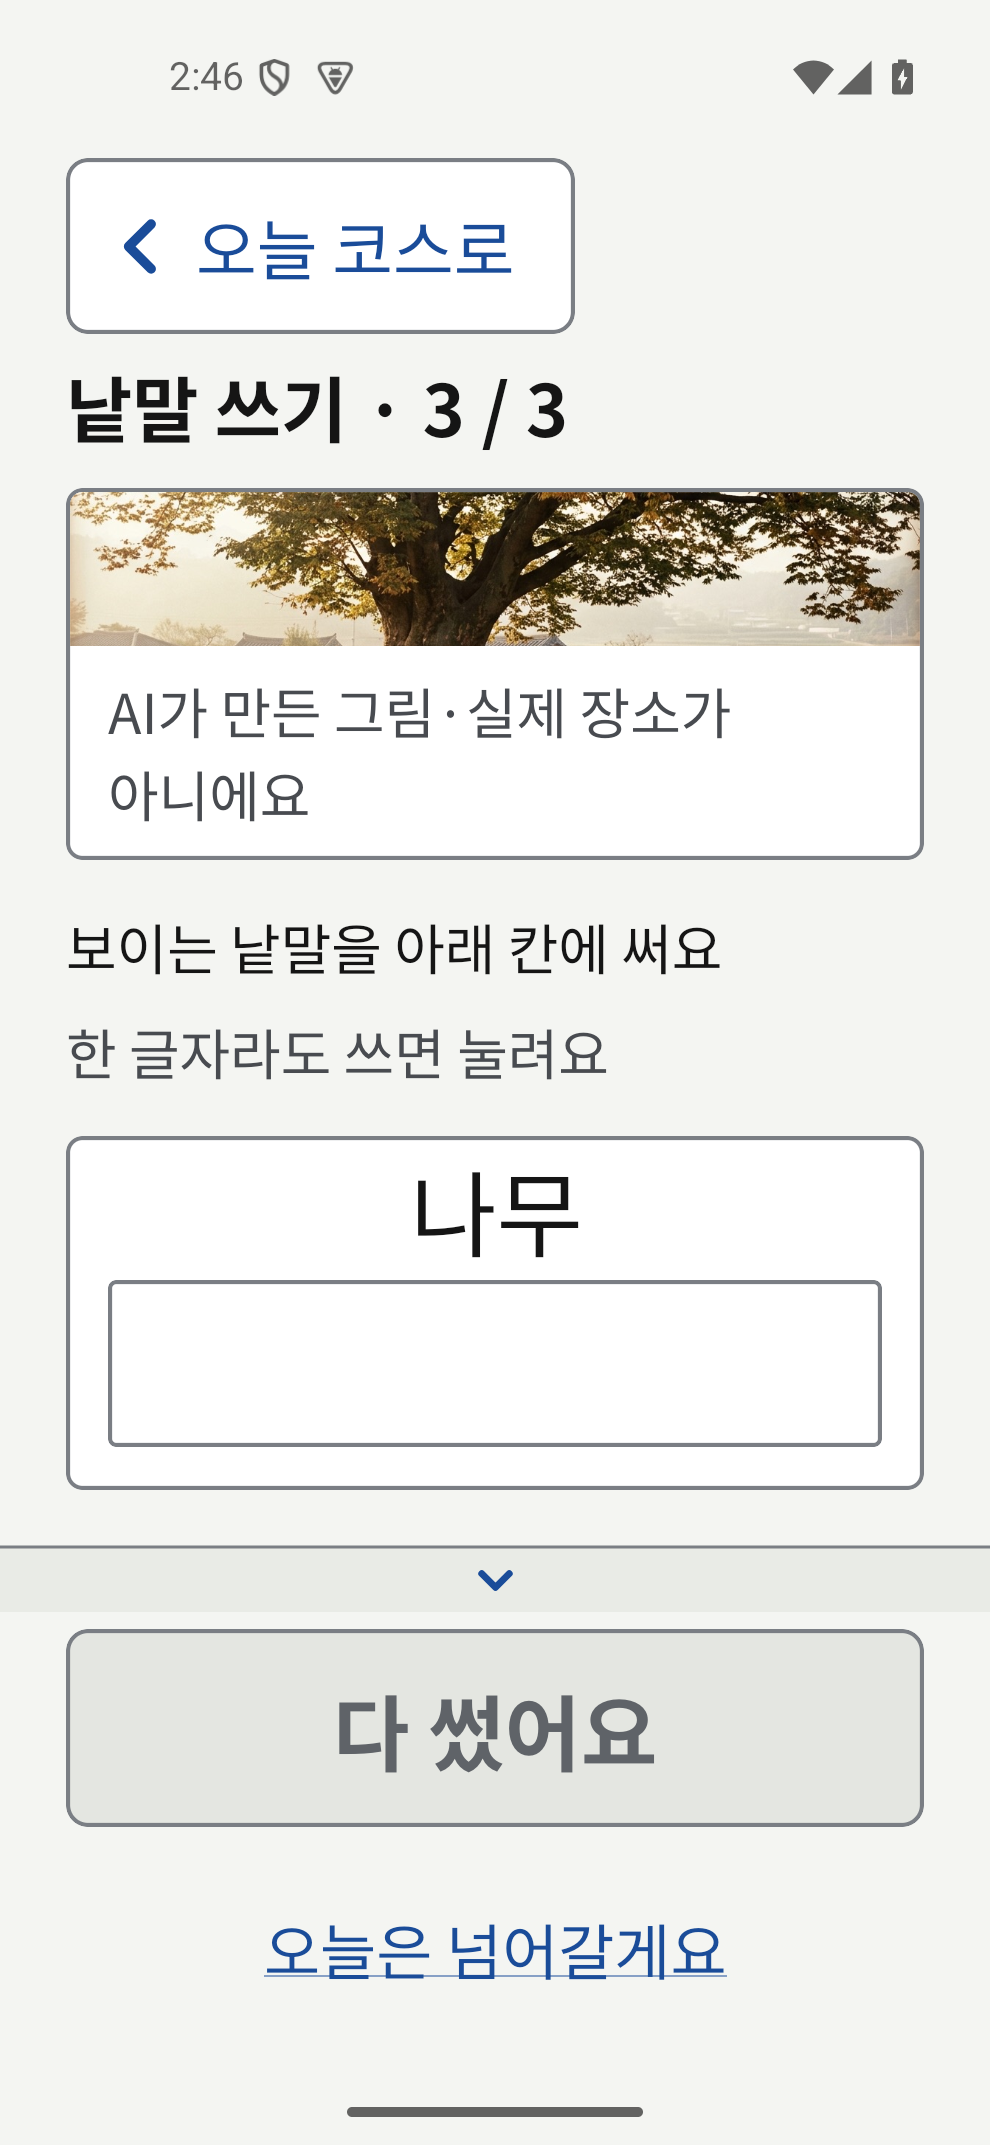 2:46
오늘 코스로
낱말 쓰기 · 3 / 3
AI가 만든 그림·실제 장소가
아니에요
보이는 낱말을 아래 칸에 써요
한 글자라도 쓰면 눌려요
나무
다 썼어요
오늘은 넘어갈게요